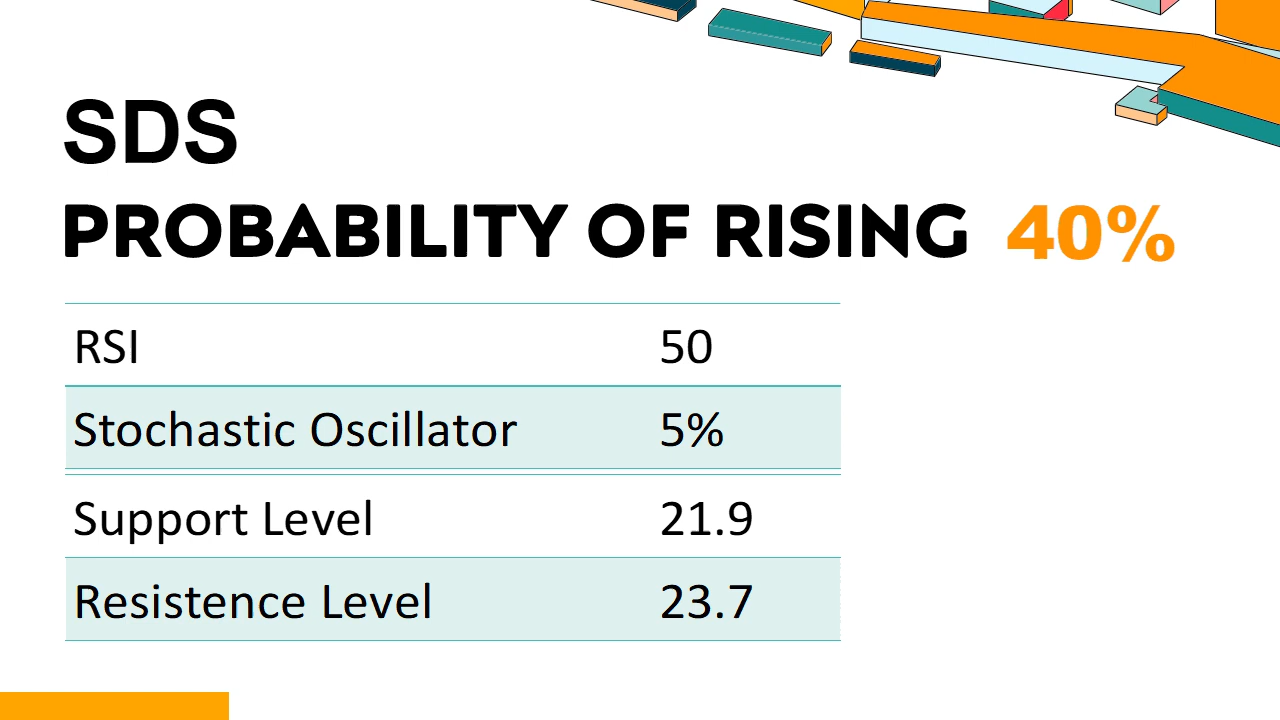 SDS
PROBABILITY OF RISING 40%
RSI 50
Stochastic Oscillator 5%
Support Level 21.9
Resistence Level 23.7